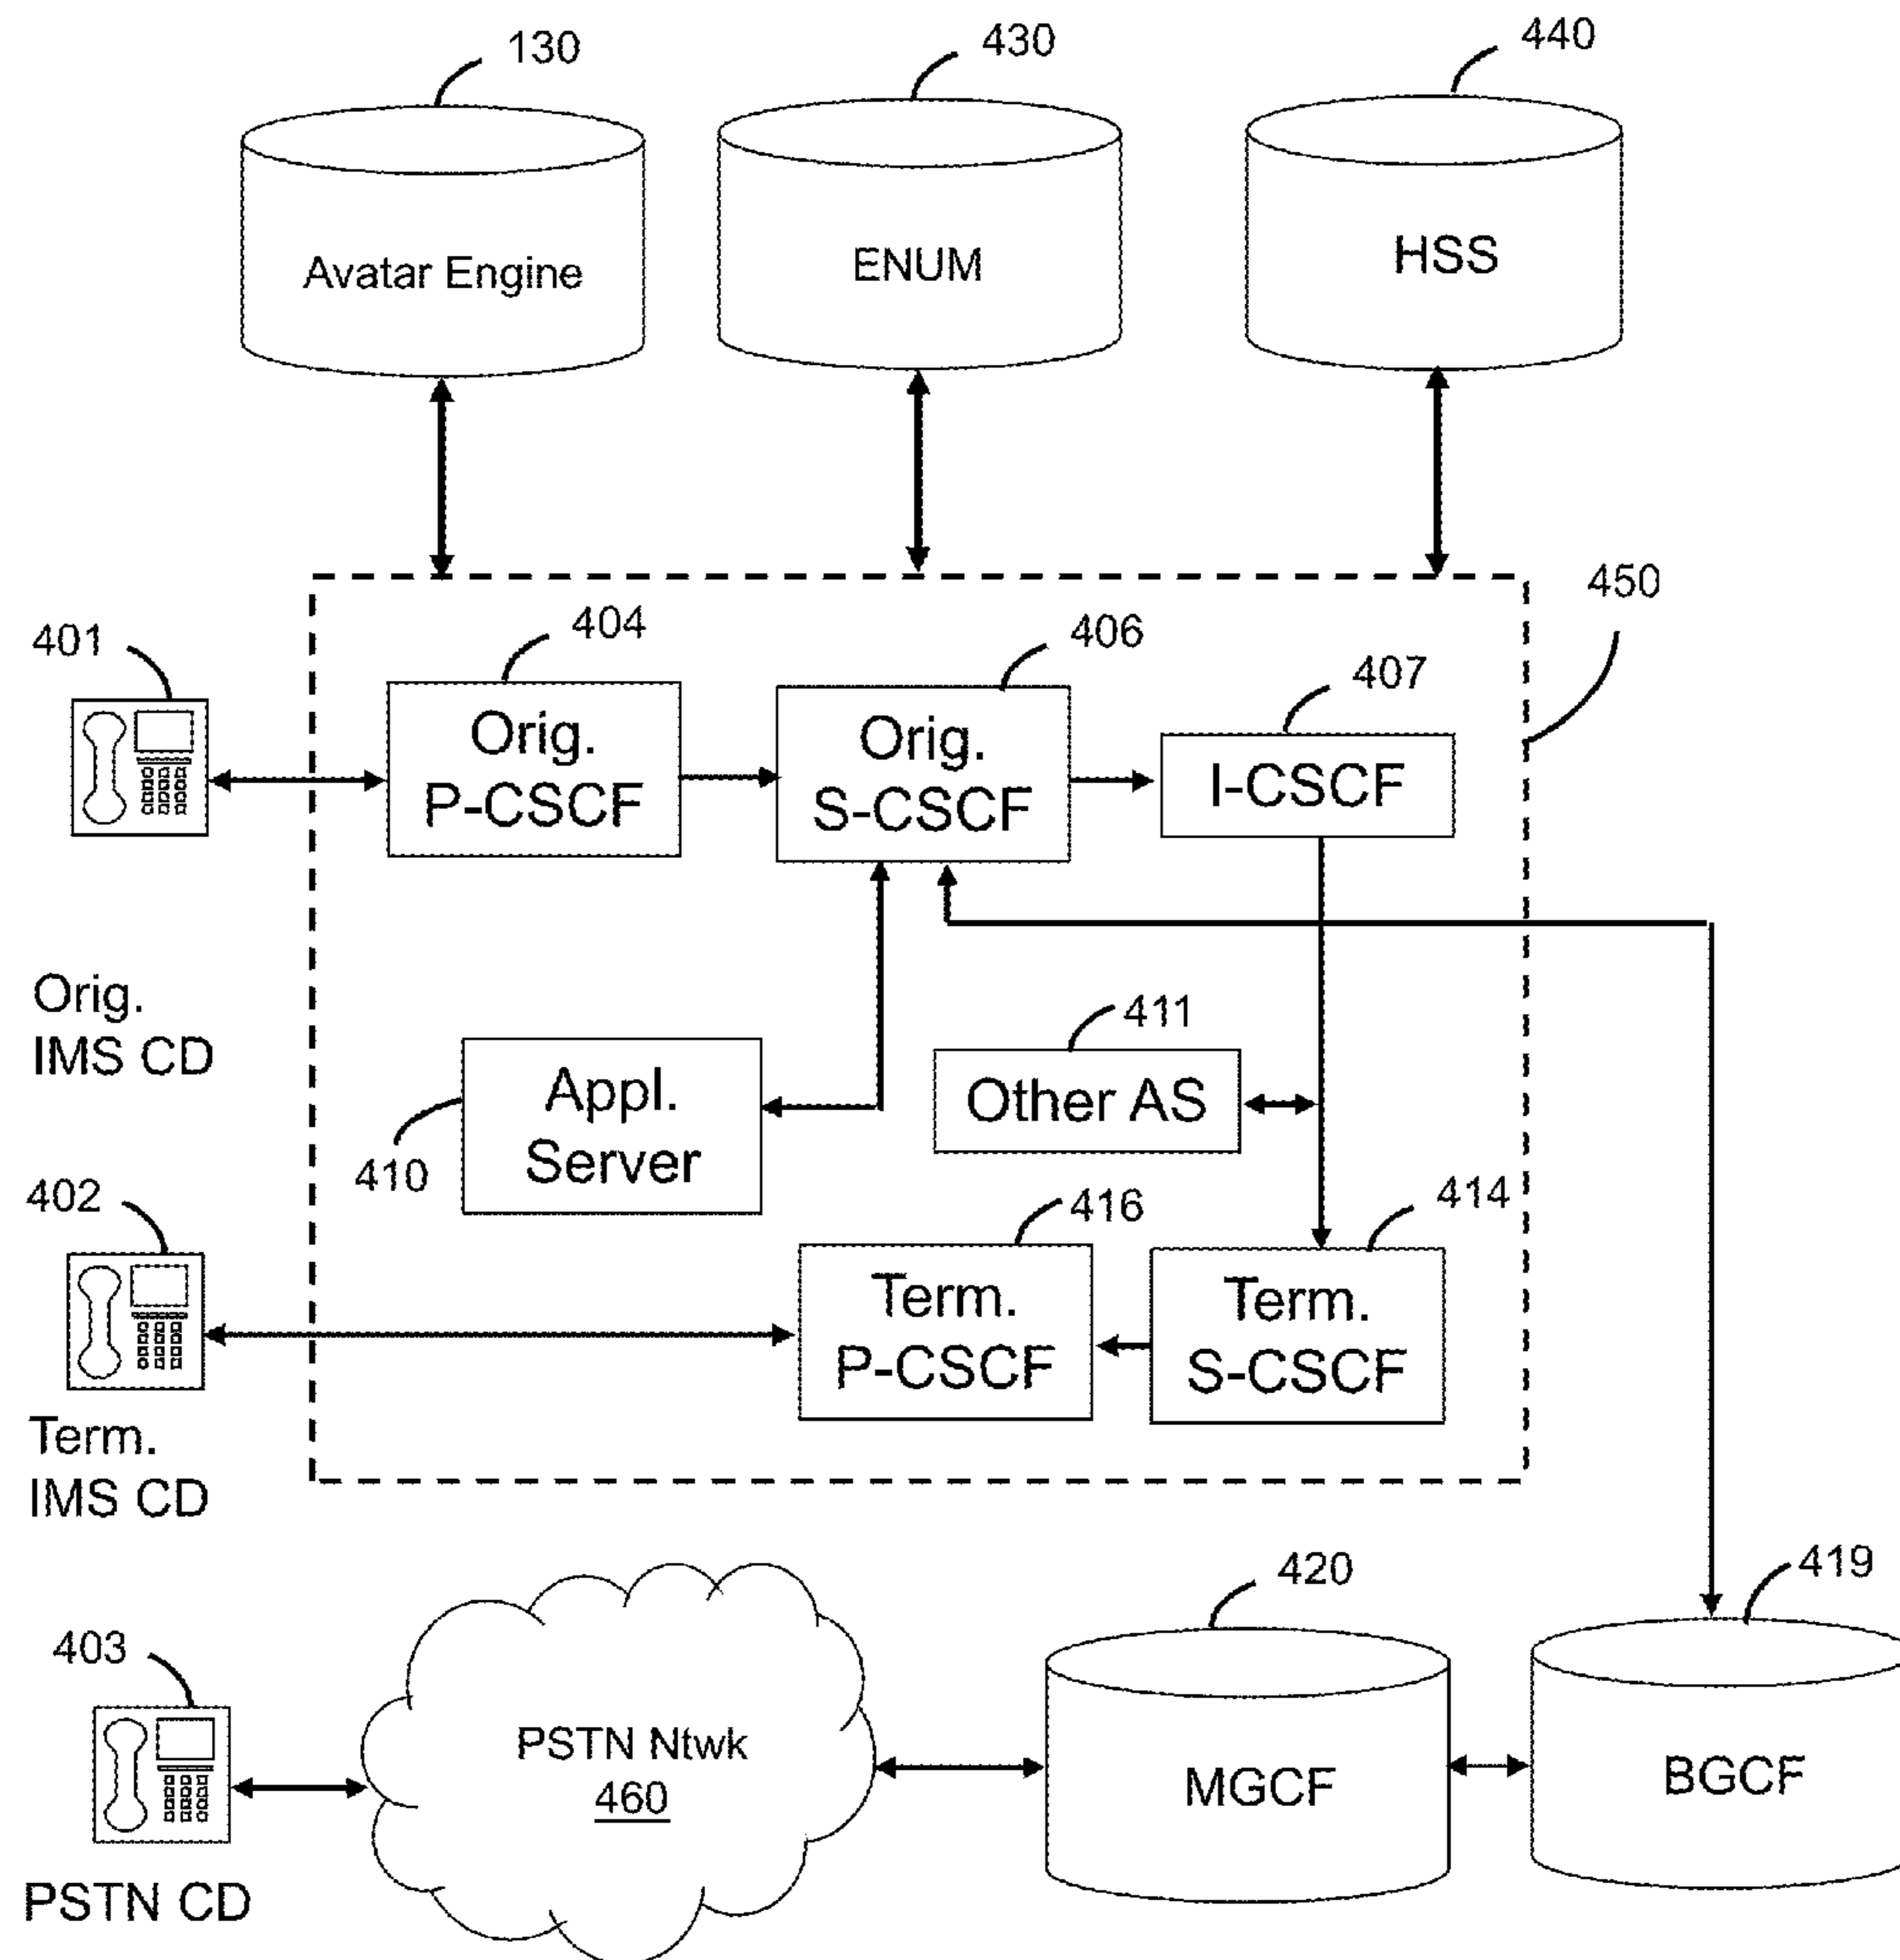 130
430
440
Avatar Engine
ENUM
HSS
450
401
404
406
407
Orig.
P-CSCF
Orig.
S-CSCF
I-CSCF
Orig.
IMS CD
411
Appl.
Server
Other AS
410
402
416
414
Term.
P-CSCF
Term.
S-CSCF
Term.
IMS CD
420
419
403
PSTN Ntwk
460
MGCF
BGCF
PSTN CD